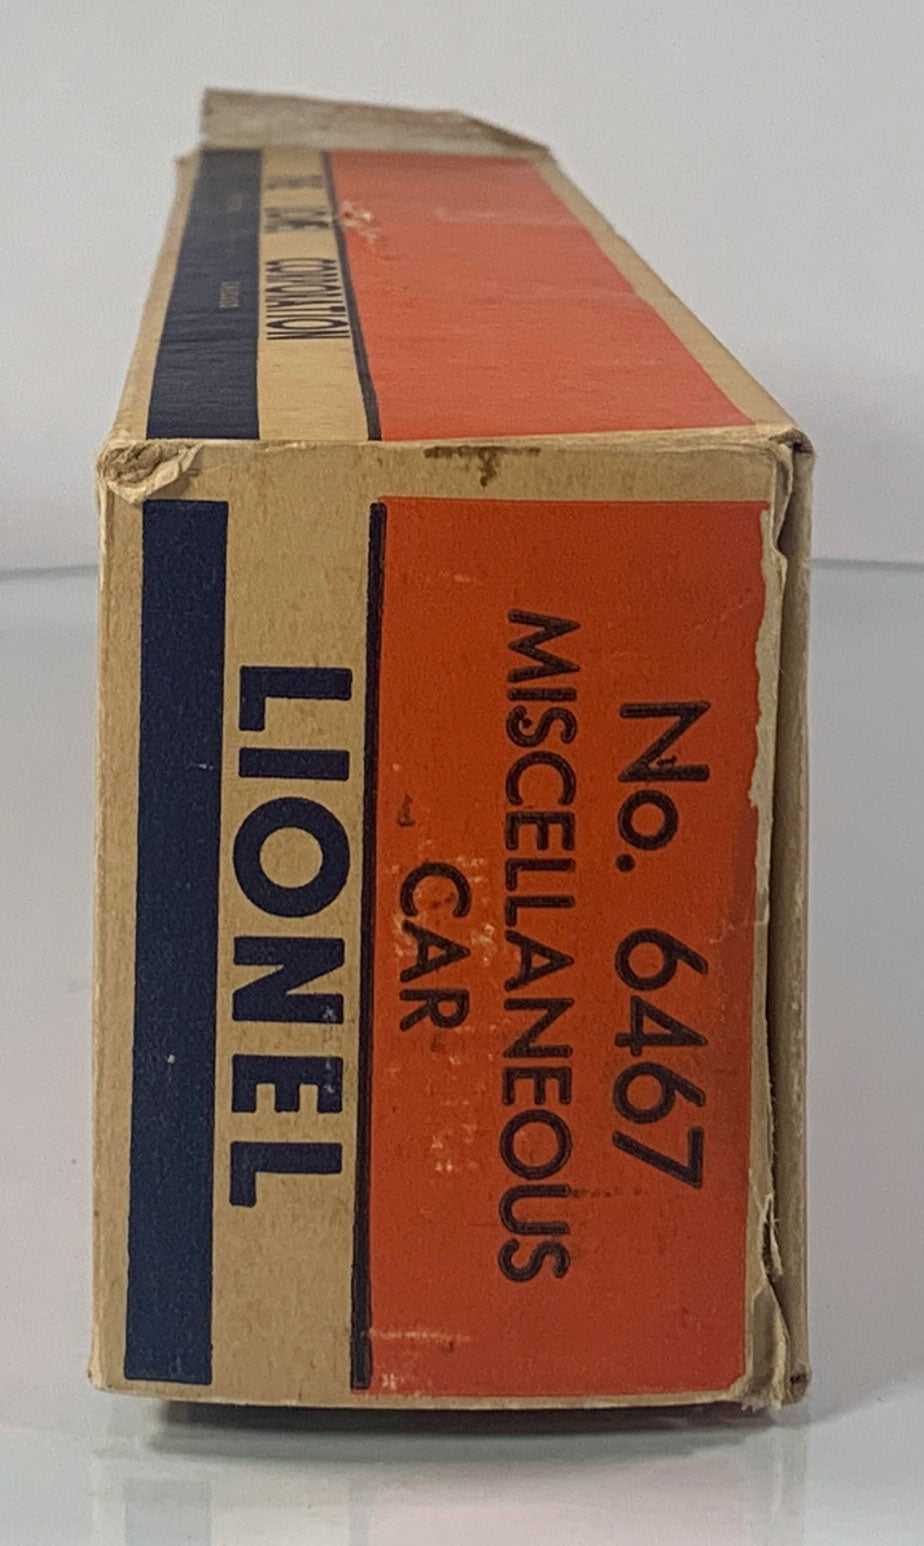 No. 6467
MISCELLANEOUS
CAR
LIONEL
CORPORATION